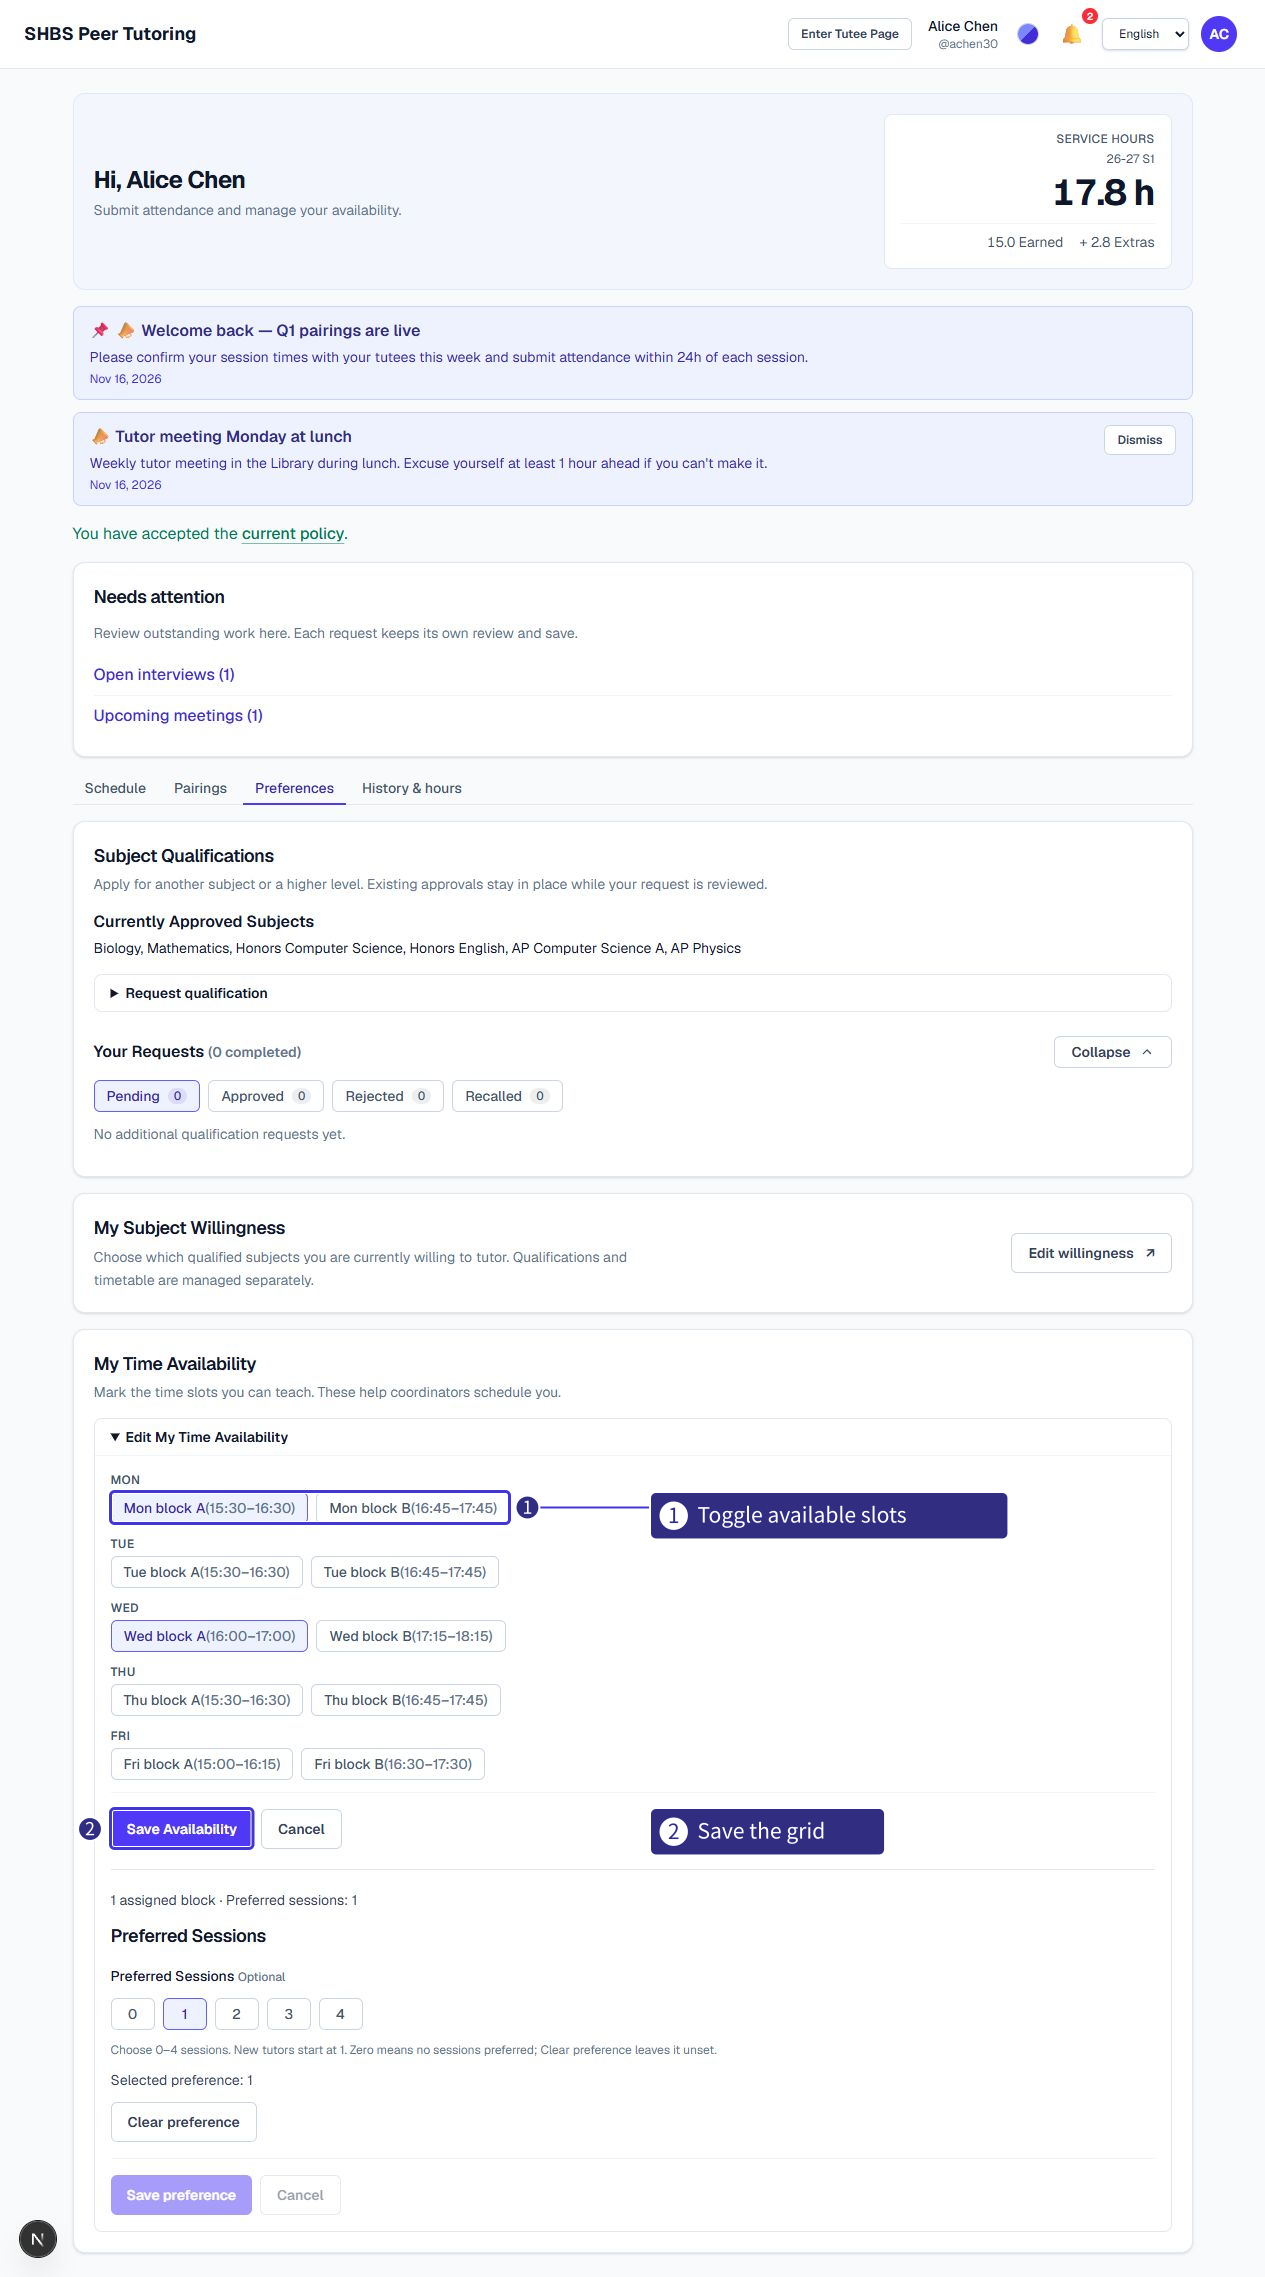 SHBS Peer Tutoring
Enter Tutee Page
Alice Chen
@achen30
2
English
AC
Hi, Alice Chen
Submit attendance and manage your availability.
SERVICE HOURS
26-27 S1
17.8 h
15.0 Earned + 2.8 Extras
Welcome back — Q1 pairings are live
Please confirm your session times with your tutees this week and submit attendance within 24h of each session.
Nov 16, 2026
Tutor meeting Monday at lunch
Dismiss
Weekly tutor meeting in the Library during lunch. Excuse yourself at least 1 hour ahead if you can't make it.
Nov 16, 2026
You have accepted the current policy.
Needs attention
Review outstanding work here. Each request keeps its own review and save.
Open interviews (1)
Upcoming meetings (1)
Schedule Pairings Preferences History & hours
Subject Qualifications
Apply for another subject or a higher level. Existing approvals stay in place while your request is reviewed.
Currently Approved Subjects
Biology, Mathematics, Honors Computer Science, Honors English, AP Computer Science A, AP Physics
Request qualification
Your Requests (0 completed)
Collapse
Pending 0 Approved 0 Rejected 0 Recalled 0
No additional qualification requests yet.
My Subject Willingness
Choose which qualified subjects you are currently willing to tutor. Qualifications and
timetable are managed separately.
Edit willingness
My Time Availability
Mark the time slots you can teach. These help coordinators schedule you.
Edit My Time Availability
MON
Mon block A(15:30–16:30) Mon block B(16:45–17:45) 1
1 Toggle available slots
TUE
Tue block A(15:30–16:30) Tue block B(16:45–17:45)
WED
Wed block A(16:00–17:00) Wed block B(17:15–18:15)
THU
Thu block A(15:30–16:30) Thu block B(16:45–17:45)
FRI
Fri block A(15:00–16:15) Fri block B(16:30–17:30)
2 Save Availability Cancel
2 Save the grid
1 assigned block · Preferred sessions: 1
Preferred Sessions
Preferred Sessions Optional
0 1 2 3 4
Choose 0–4 sessions. New tutors start at 1. Zero means no sessions preferred; Clear preference leaves it unset.
Selected preference: 1
Clear preference
Save preference Cancel
N